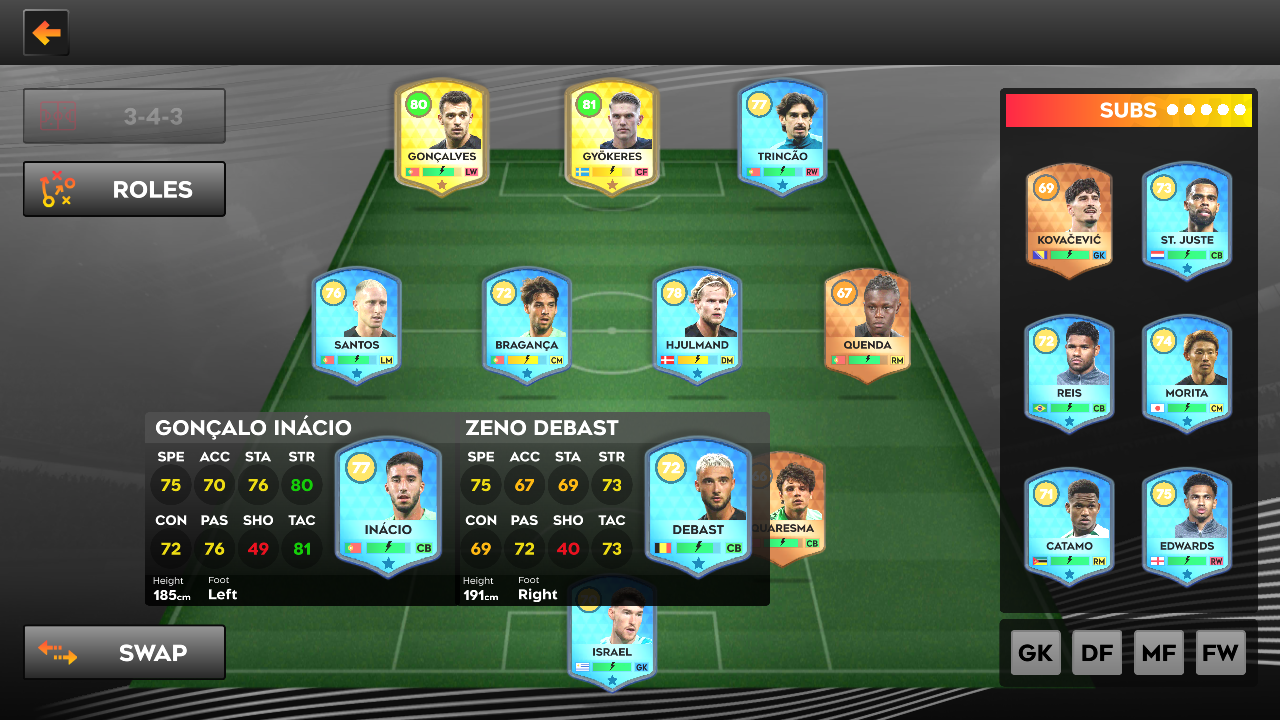 3-4-3
ROLES
80
GONÇALVES
LW
81
GYÖKERES
CF
77
TRINCÃO
RW
SUBS
69
KOVAČEVIĆ
GK
73
ST. JUSTE
CB
76
SANTOS
LM
72
BRAGANÇA
CM
78
HJULMAND
DM
67
QUENDA
RM
72
REIS
CB
74
MORITA
CM
GONÇALO INÁCIO
SPE ACC STA STR
75 70 76 80
CON PAS SHO TAC
72 76 49 81
Height Foot
185cm Left
77
INÁCIO
CB
ZENO DEBAST
SPE ACC STA STR
75 67 69 73
CON PAS SHO TAC
69 72 40 73
Height Foot
191cm Right
72
DEBAST
CB
QUARESMA
CB
71
CATAMO
RM
75
EDWARDS
RW
ISRAEL
GK
SWAP
GK DF MF FW